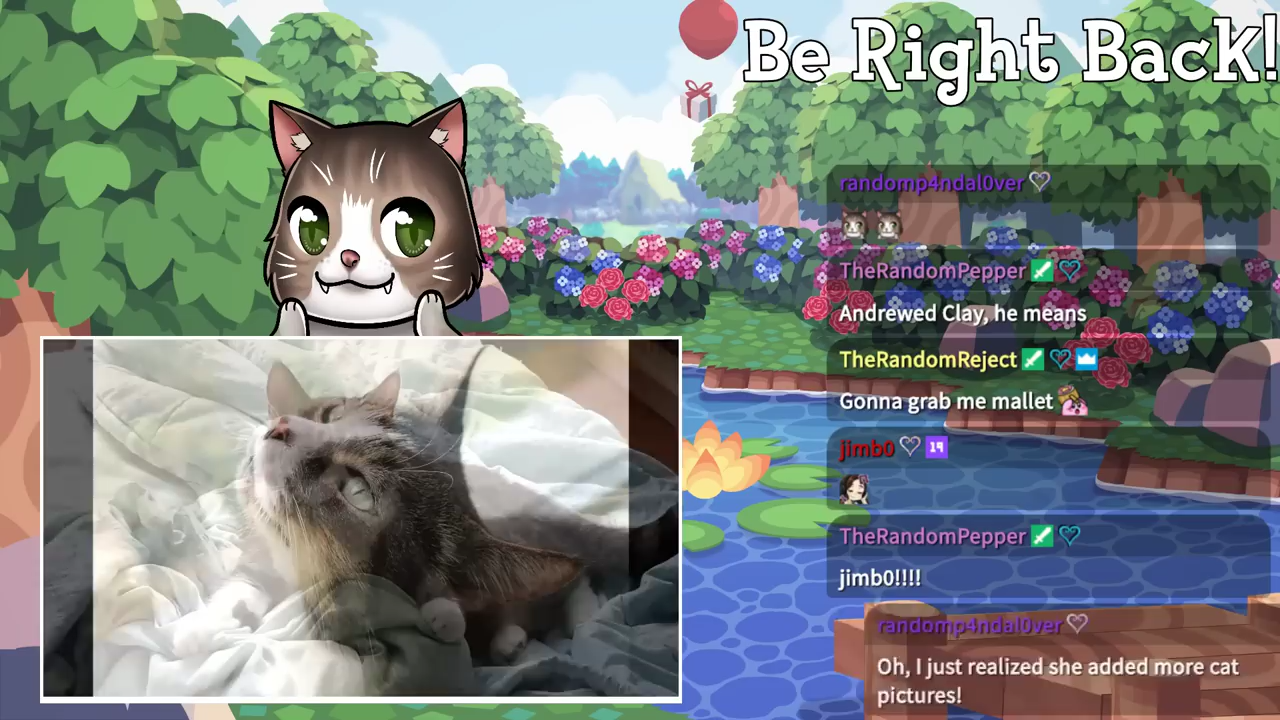 Be Right Back!
randomp4ndal0ver
TheRandomPepper
Andrewed Clay, he means
TheRandomReject
Gonna grab me mallet
jimb0 19
TheRandomPepper
jimb0!!!!
randomp4ndal0ver
Oh, I just realized she added more cat
pictures!